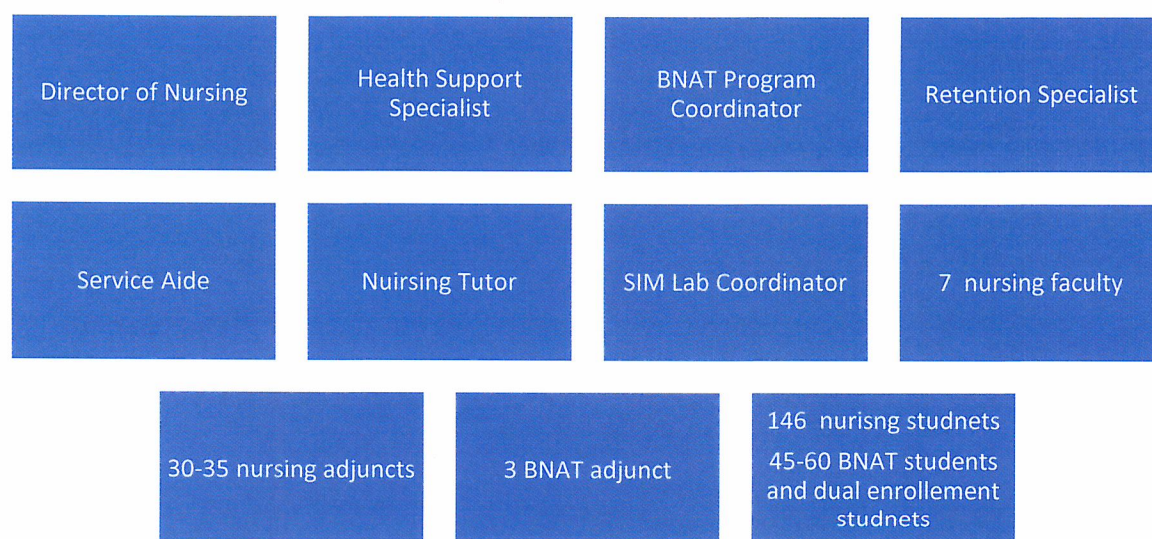 Director of Nursing
Health Support
Specialist
BNAT Program
Coordinator
Retention Specialist
Service Aide
Nuirsing Tutor
SIM Lab Coordinator
7 nursing faculty
30-35 nursing adjuncts
3 BNAT adjunct
146 nurisng studnets
45-60 BNAT students
and dual enrollement
studnets